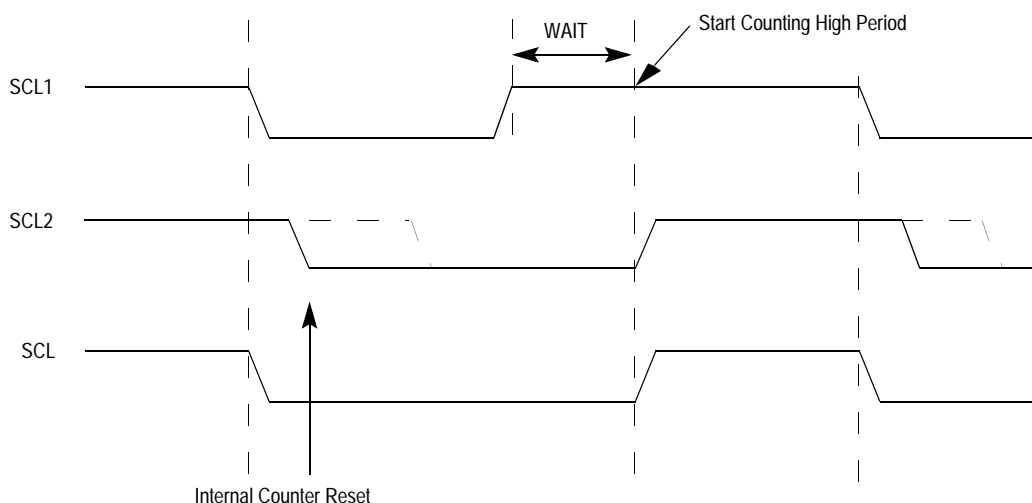 WAIT
Start Counting High Period
SCL1
SCL2
SCL
Internal Counter Reset